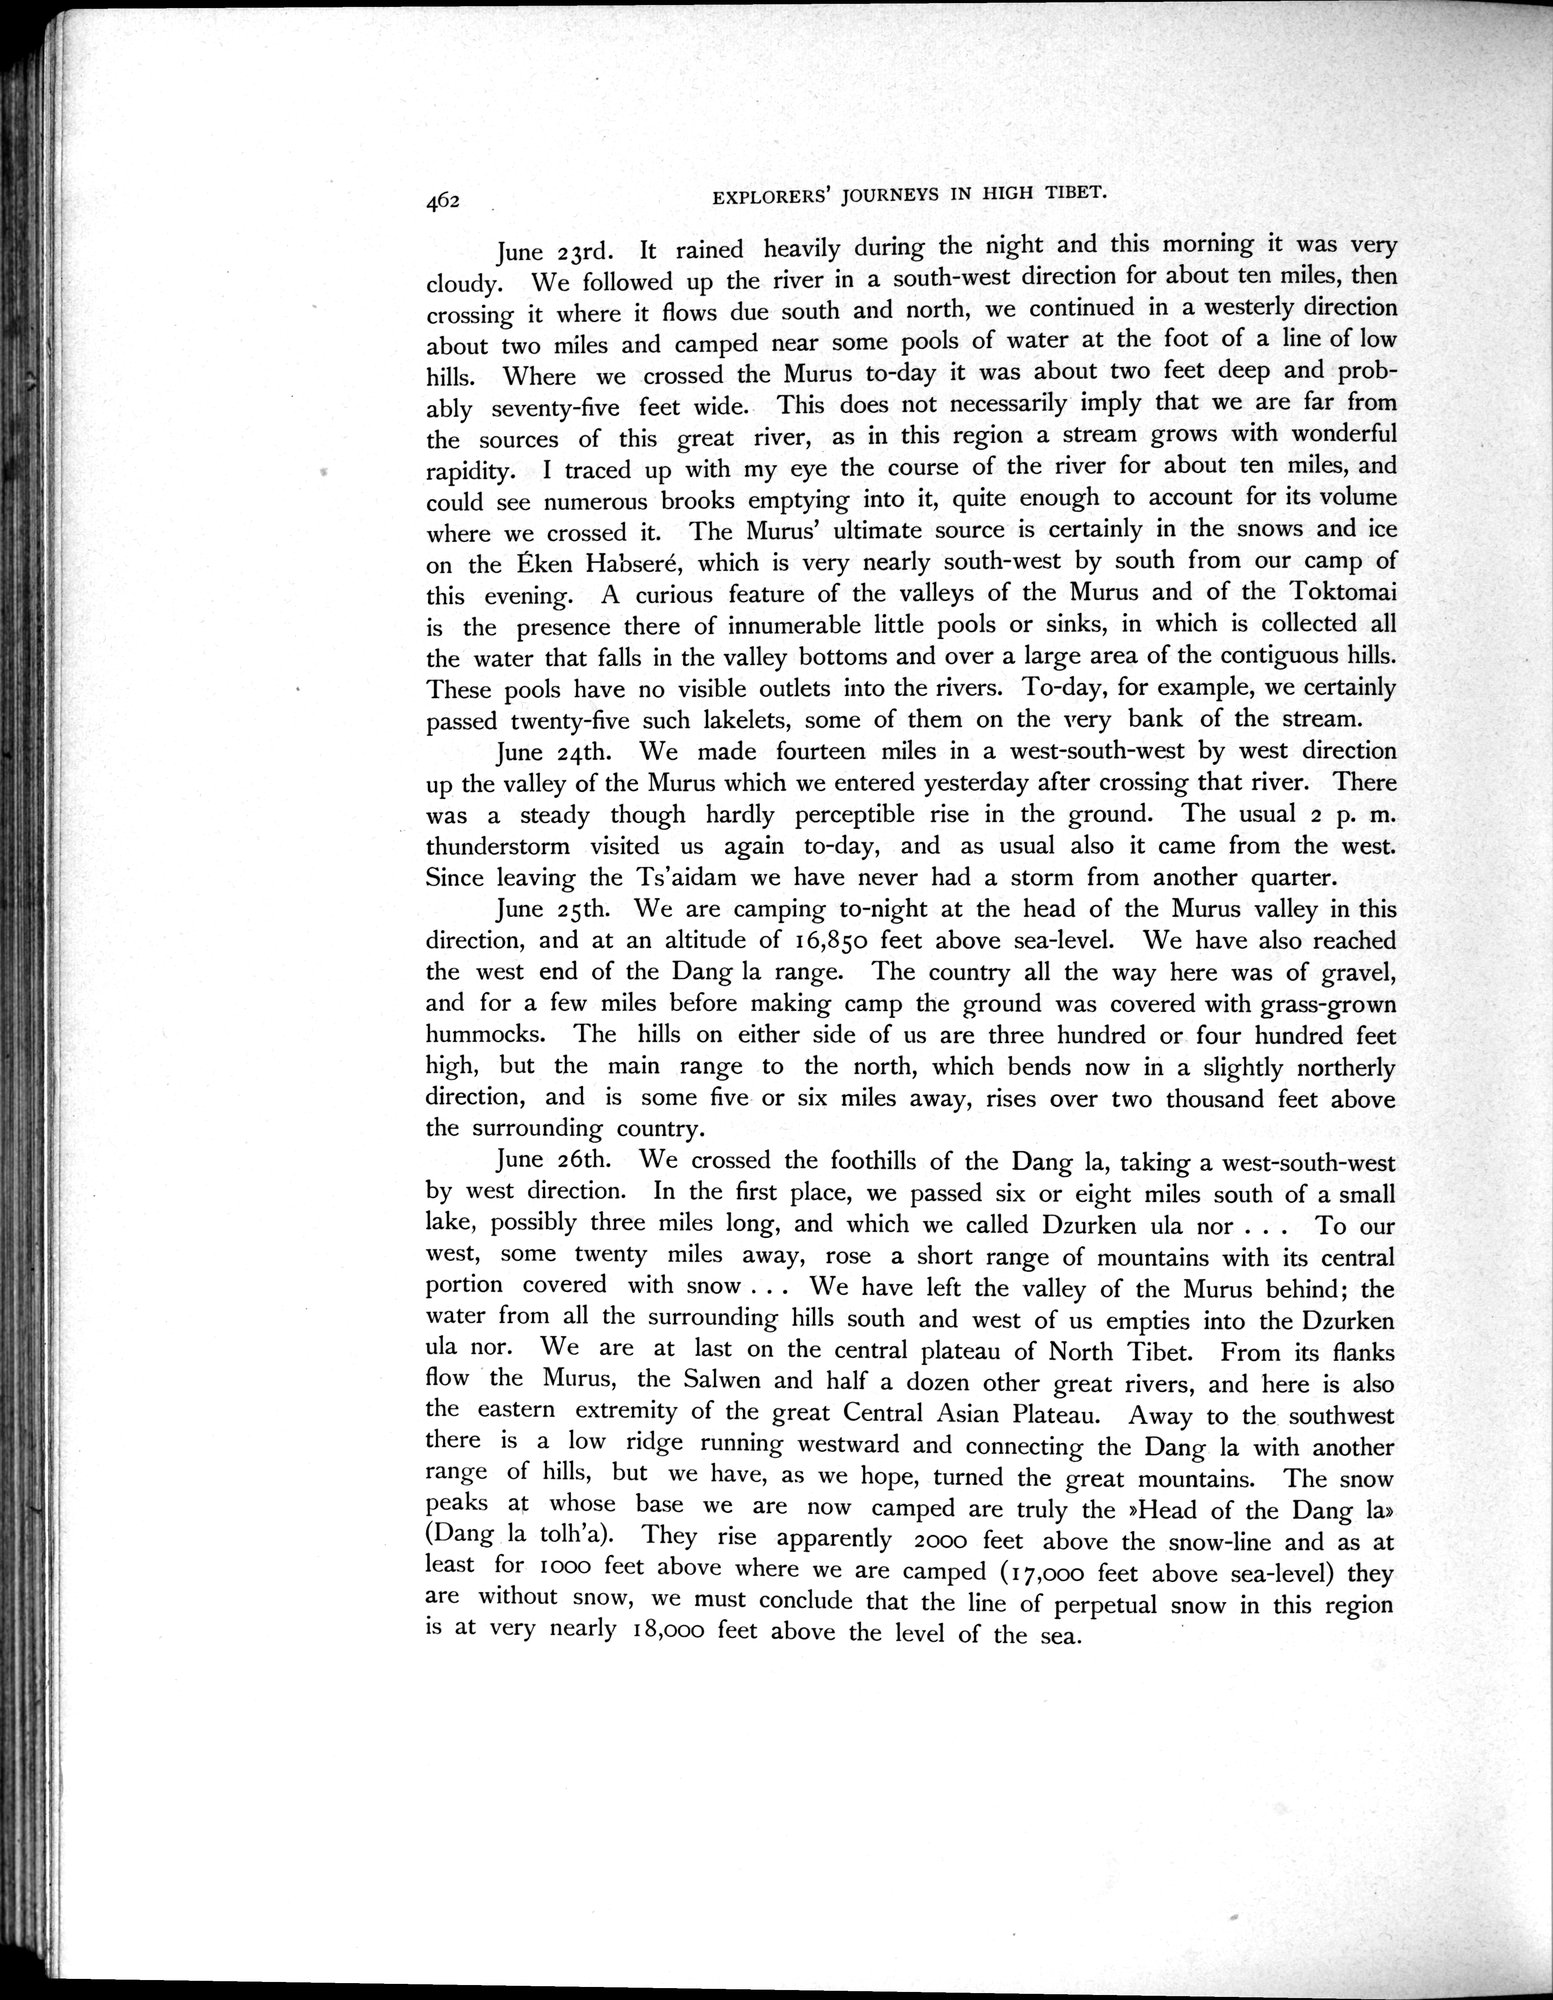 462
EXPLORERS' JOURNEYS IN HIGH TIBET.
June 23rd. It rained heavily during the night and this morning it was very
cloudy. We followed up the river in a south-west direction for about ten miles, then
crossing it where it flows due south and north, we continued in a westerly direction
about two miles and camped near some pools of water at the foot of a line of low
hills. Where we crossed the Murus to-day it was about two feet deep and prob-
ably seventy-five feet wide. This does not necessarily imply that we are far from
the sources of this great river, as in this region a stream grows with wonderful
rapidity. I traced up with my eye the course of the river for about ten miles, and
could see numerous brooks emptying into it, quite enough to account for its volume
where we crossed it. The Murus' ultimate source is certainly in the snows and ice
on the Éken Habseré, which is very nearly south-west by south from our camp of
this evening. A curious feature of the valleys of the Murus and of the Toktomai
is the presence there of innumerable little pools or sinks, in which is collected all
the water that falls in the valley bottoms and over a large area of the contiguous hills.
These pools have no visible outlets into the rivers. To-day, for example, we certainly
passed twenty-five such lakelets, some of them on the very bank of the stream.
June 24th. We made fourteen miles in a west-south-west by west direction
up the valley of the Murus which we entered yesterday after crossing that river. There
was a steady though hardly perceptible rise in the ground. The usual 2 p. m.
thunderstorm visited us again to-day, and as usual also it came from the west.
Since leaving the Ts'aidam we have never had a storm from another quarter.
June 25th. We are camping to-night at the head of the Murus valley in this
direction, and at an altitude of 16,850 feet above sea-level. We have also reached
the west end of the Dang la range. The country all the way here was of gravel,
and for a few miles before making camp the ground was covered with grass-grown
hummocks. The hills on either side of us are three hundred or four hundred feet
high, but the main range to the north, which bends now in a slightly northerly
direction, and is some five or six miles away, rises over two thousand feet above
the surrounding country.
June 26th. We crossed the foothills of the Dang la, taking a west-south-west
by west direction. In the first place, we passed six or eight miles south of a small
lake, possibly three miles long, and which we called Dzurken ula nor . . . To our
west, some twenty miles away, rose a short range of mountains with its central
portion covered with snow . . . We have left the valley of the Murus behind; the
water from all the surrounding hills south and west of us empties into the Dzurken
ula nor. We are at last on the central plateau of North Tibet. From its flanks
flow the Murus, the Salwen and half a dozen other great rivers, and here is also
the eastern extremity of the great Central Asian Plateau. Away to the southwest
there is a low ridge running westward and connecting the Dang la with another
range of hills, but we have, as we hope, turned the great mountains. The snow
peaks at whose base we are now camped are truly the »Head of the Dang la»
(Dang la tolh'a). They rise apparently 2000 feet above the snow-line and as at
least for 1000 feet above where we are camped (17,000 feet above sea-level) they
are without snow, we must conclude that the line of perpetual snow in this region
is at very nearly 18,000 feet above the level of the sea.